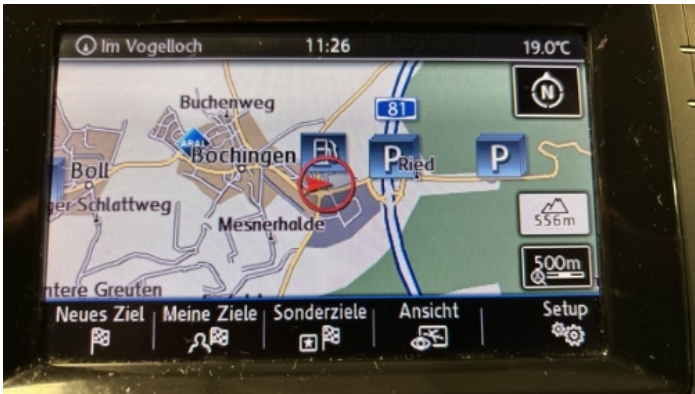 Im Vogelloch 11:26 19.0°C
N
Buchenweg
81
ARAL
Bochingen
P
Ried
P
Boll
ger Schlattweg
Mesnerhalde
556m
500m
ntere Greuten
Neues Ziel Meine Ziele Sonderziele Ansicht Setup